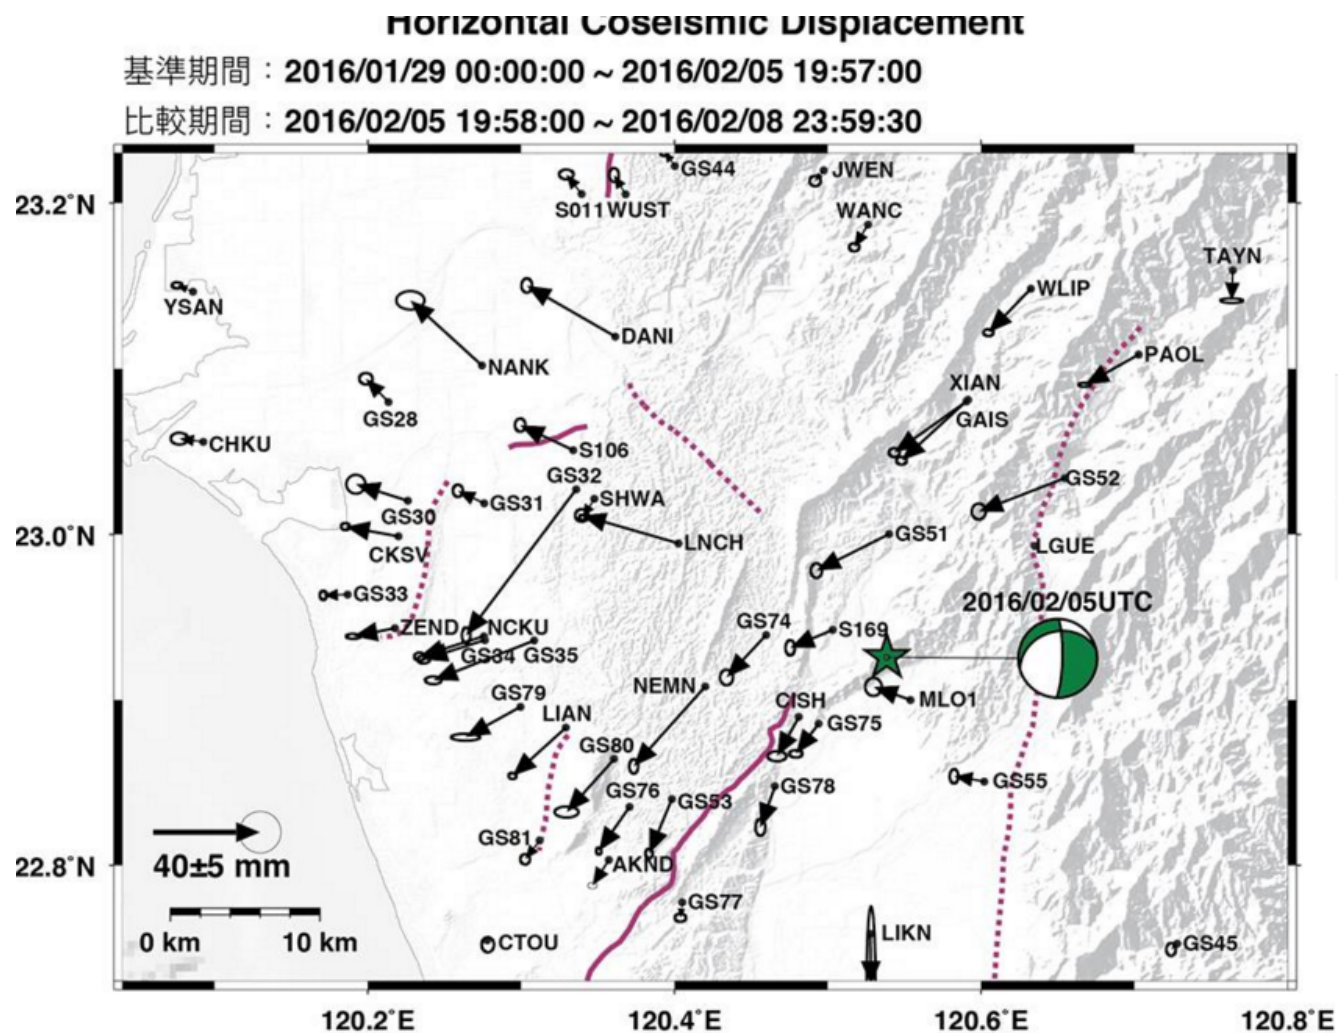 Horizontal Coseismic Displacement
基準期間：2016/01/29 00:00:00 ~ 2016/02/05 19:57:00
比較期間：2016/02/05 19:58:00 ~ 2016/02/08 23:59:30
GS44
JWEN
23.2°N
S011
WUST
WANC
TAYN
YSAN
WLIP
DANI
PAOL
NANK
XIAN
GS28
GAIS
CHKU
S106
GS32
GS52
SHWA
GS31
GS30
23.0°N
GS51
LNCH
LGUE
CKSV
GS33
2016/02/05UTC
GS74
ZEND
NCKU
S169
GS34
GS35
NEMN
GS79
CISH
MLO1
LIAN
GS75
GS80
GS55
GS76
GS78
GS53
GS81
40±5 mm
22.8°N
AKND
GS77
0 km
10 km
CTOU
LIKN
GS45
120.2°E
120.4°E
120.6°E
120.8°E